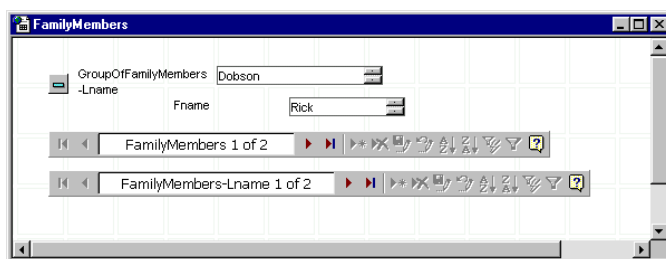 FamilyMembers
GroupOfFamilyMembers
-Lname
Dobson
Fname
Rick
FamilyMembers 1 of 2
FamilyMembers-Lname 1 of 2